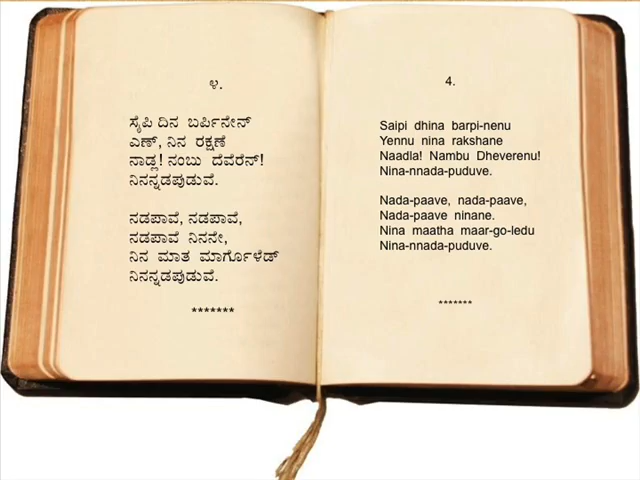 ೪.
ಸೈಪಿ ದಿನ ಬರ್ಪಿನೇನ್
ಎಣ್, ನಿನ ರಕ್ಷಣೆ
ನಾಡ್ಲ! ನಂಬು ದೆವೆರೆನ್!
ನಿನನ್ನಡಪುಡುವೆ.
ನಡಪಾವೆ, ನಡಪಾವೆ,
ನಡಪಾವೆ ನಿನನೇ,
ನಿನ ಮಾತ ಮಾರ್ಗೊಳೆಡ್
ನಿನನ್ನಡಪುಡುವೆ.
*******
4.
Saipi dhina barpi-nenu
Yennu nina rakshane
Naadla! Nambu Dheverenu!
Nina-nnada-puduve.
Nada-paave, nada-paave,
Nada-paave ninane.
Nina maatha maar-go-ledu
Nina-nnada-puduve.
*******